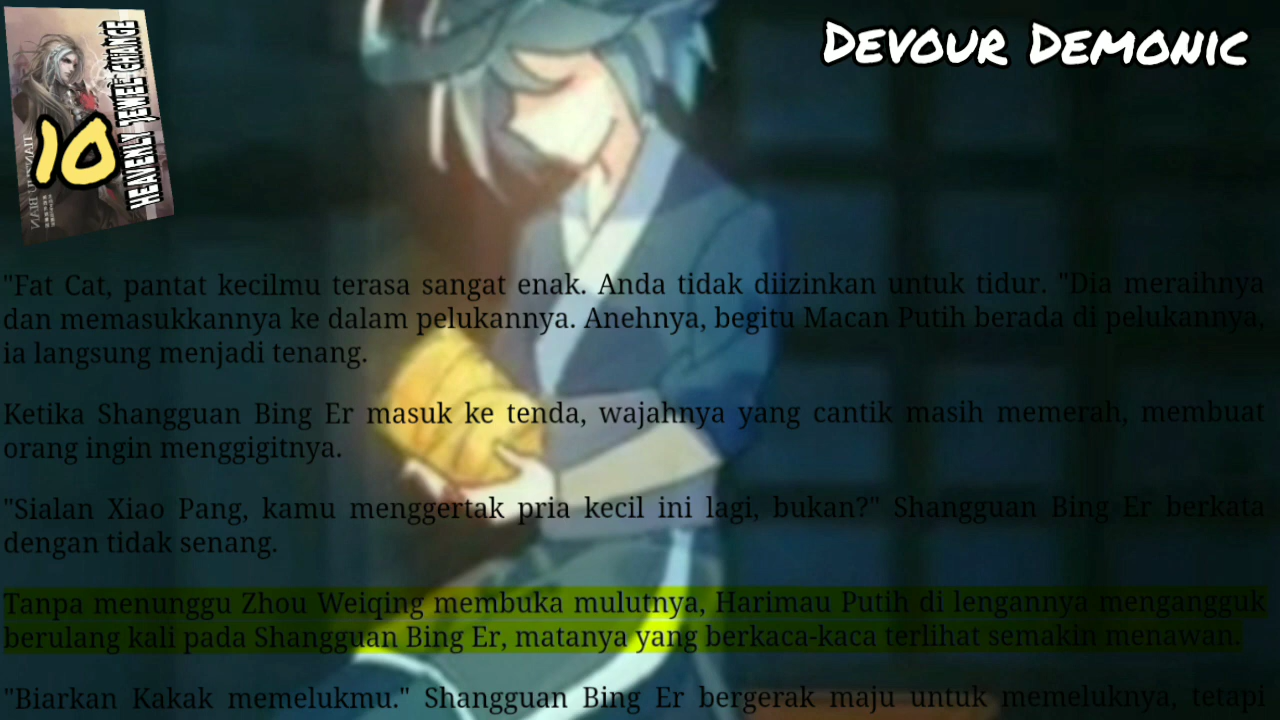 DEVOUR DEMONIC
HEAVENLY JEWEL CHANGE
10
"Fat Cat, pantat kecilmu terasa sangat enak. Anda tidak diizinkan untuk tidur. "Dia meraihnya
dan memasukkannya ke dalam pelukannya. Anehnya, begitu Macan Putih berada di pelukannya,
ia langsung menjadi tenang.
Ketika Shangguan Bing Er masuk ke tenda, wajahnya yang cantik masih memerah, membuat
orang ingin menggigitnya.
"Sialan Xiao Pang, kamu menggertak pria kecil ini lagi, bukan?" Shangguan Bing Er berkata
dengan tidak senang.
Tanpa menunggu Zhou Weiqing membuka mulutnya, Harimau Putih di lengannya mengangguk
berulang kali pada Shangguan Bing Er, matanya yang berkaca-kaca terlihat semakin menawan.
"Biarkan Kakak memelukmu." Shangguan Bing Er bergerak maju untuk memeluknya, tetapi